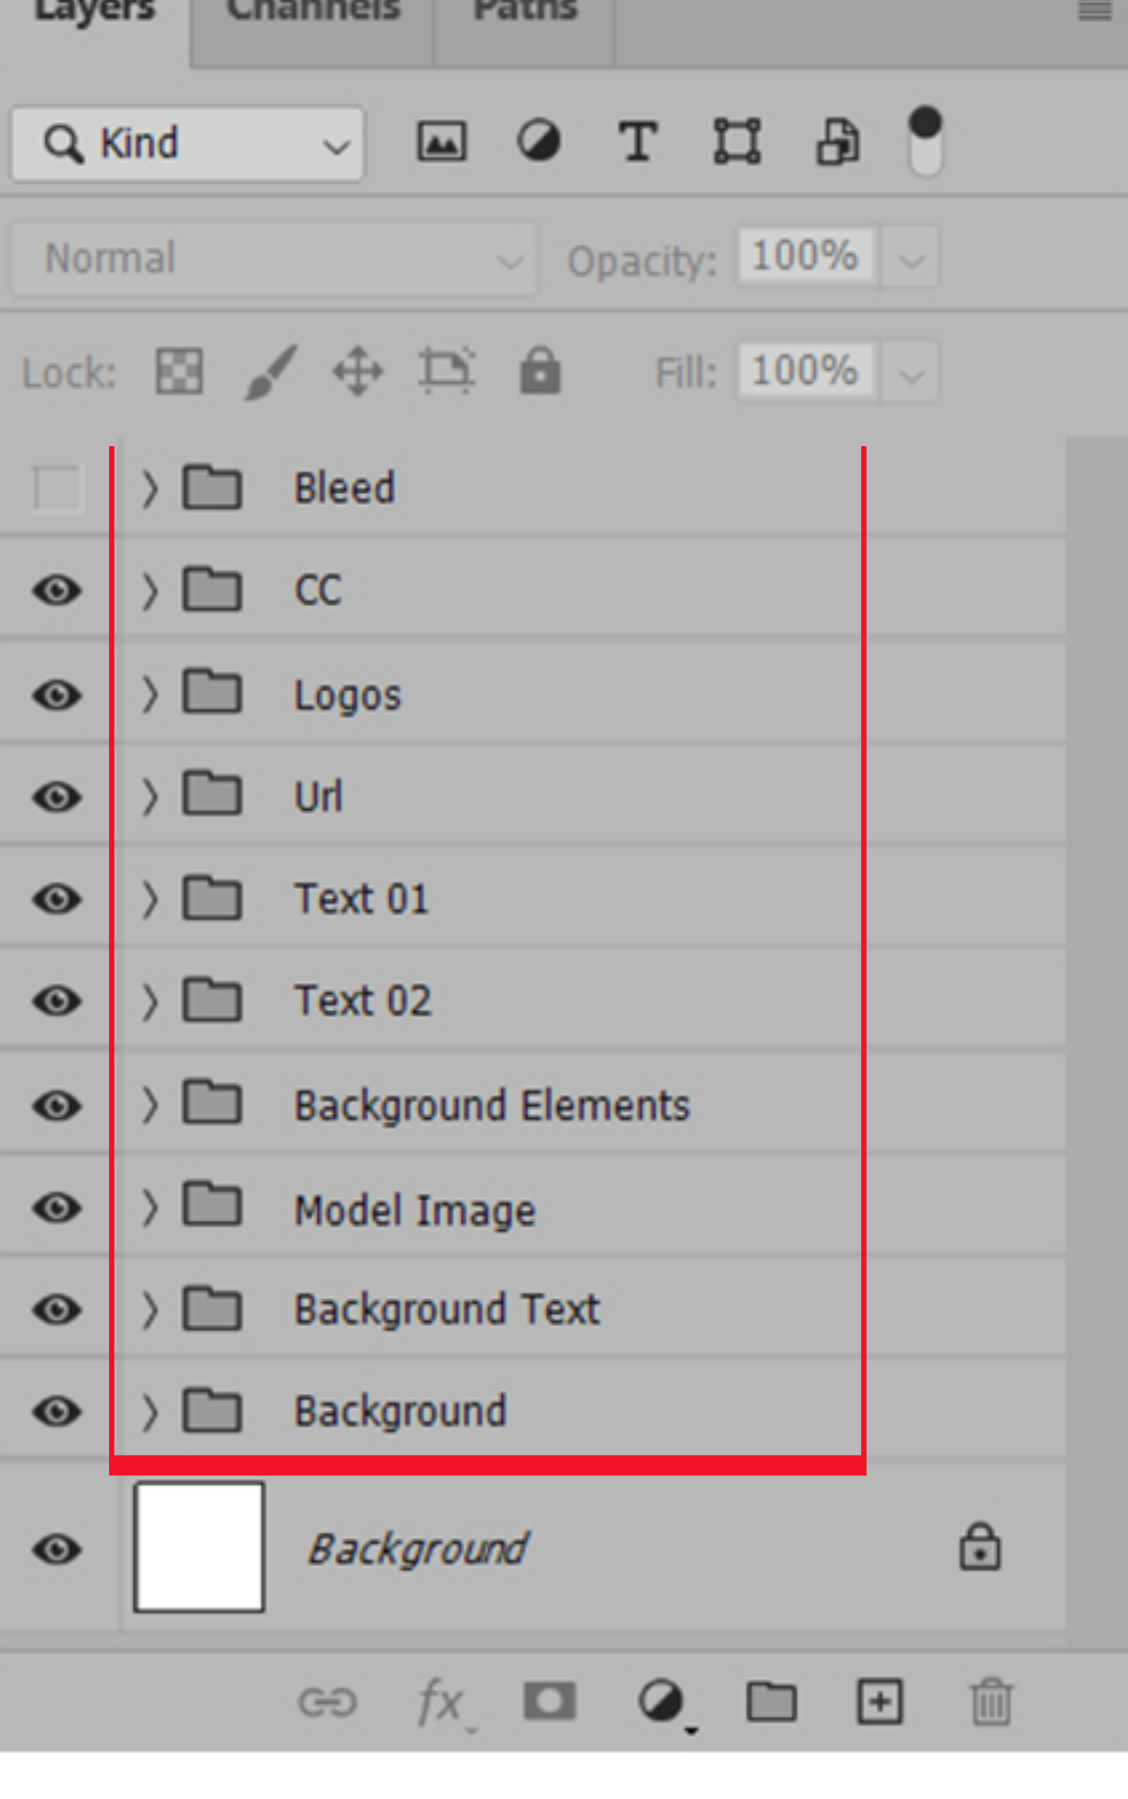 Layers Channels Paths
Kind T
Normal Opacity: 100%
Lock: Fill: 100%
Bleed
CC
Logos
Url
Text 01
Text 02
Background Elements
Model Image
Background Text
Background
Background
fx